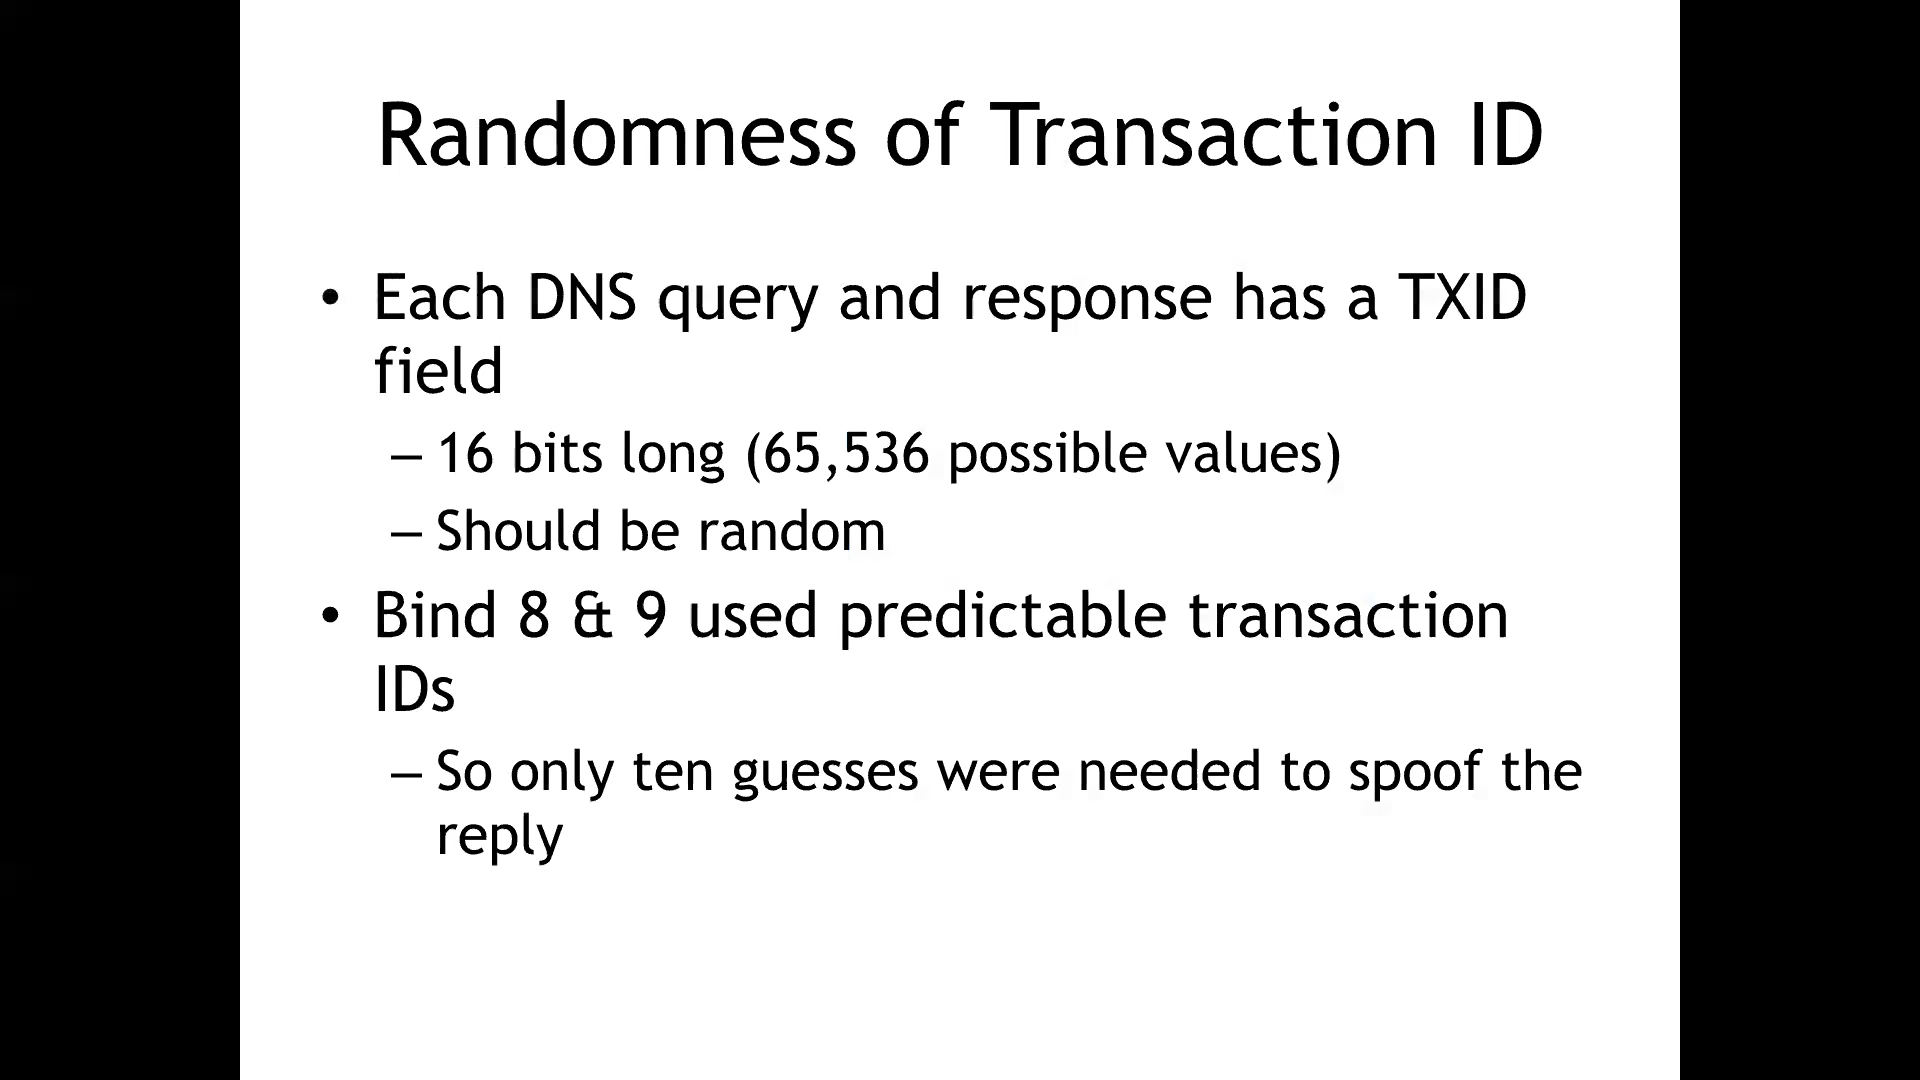 Randomness of Transaction ID
• Each DNS query and response has a TXID
field
– 16 bits long (65,536 possible values)
– Should be random
• Bind 8 & 9 used predictable transaction
IDs
– So only ten guesses were needed to spoof the
reply